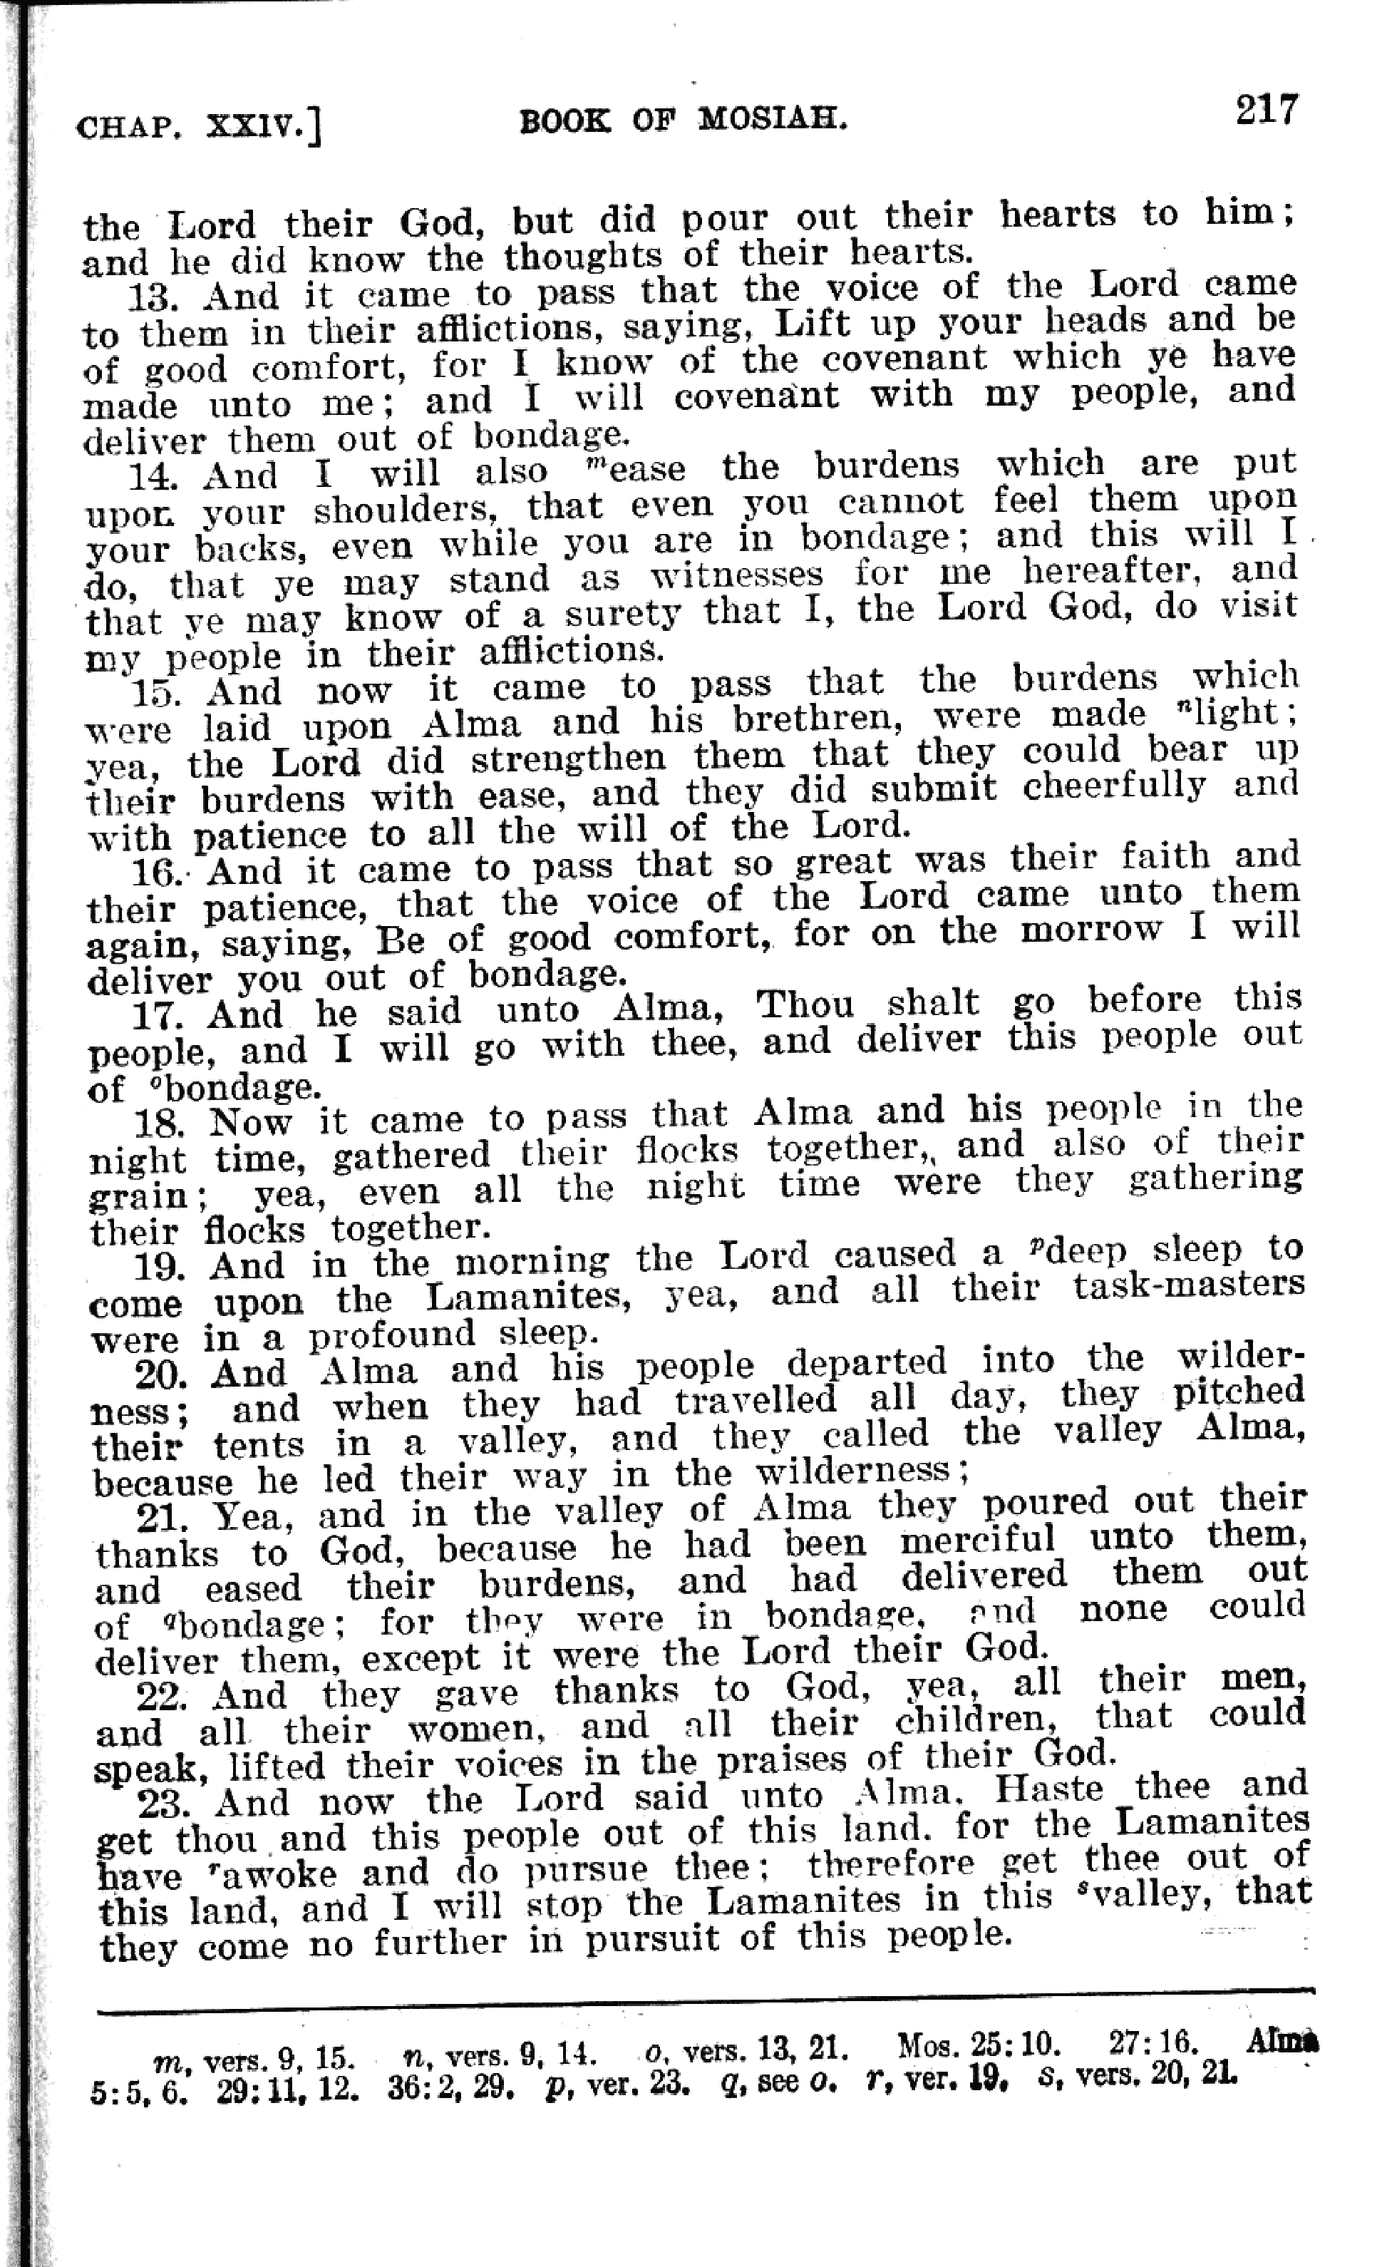 CHAP. XXIV.] BOOK OF MOSIAH. 217
the Lord their God, but did pour out their hearts to him;
and he did know the thoughts of their hearts.
13. And it came to pass that the voice of the Lord came
to them in their afflictions, saying, Lift up your heads and be
of good comfort, for I know of the covenant which ye have
made unto me; and I will covenant with my people, and
deliver them out of bondage.
14. And I will also ᵐease the burdens which are put
upon your shoulders, that even you cannot feel them upon
your backs, even while you are in bondage; and this will I
do, that ye may stand as witnesses for me hereafter, and
that ye may know of a surety that I, the Lord God, do visit
my people in their afflictions.
15. And now it came to pass that the burdens which
were laid upon Alma and his brethren, were made ⁿlight;
yea, the Lord did strengthen them that they could bear up
their burdens with ease, and they did submit cheerfully and
with patience to all the will of the Lord.
16. And it came to pass that so great was their faith and
their patience, that the voice of the Lord came unto them
again, saying, Be of good comfort, for on the morrow I will
deliver you out of bondage.
17. And he said unto Alma, Thou shalt go before this
people, and I will go with thee, and deliver this people out
of ᵒbondage.
18. Now it came to pass that Alma and his people in the
night time, gathered their flocks together, and also of their
grain; yea, even all the night time were they gathering
their flocks together.
19. And in the morning the Lord caused a ᵖdeep sleep to
come upon the Lamanites, yea, and all their task-masters
were in a profound sleep.
20. And Alma and his people departed into the wilder-
ness; and when they had travelled all day, they pitched
their tents in a valley, and they called the valley Alma,
because he led their way in the wilderness;
21. Yea, and in the valley of Alma they poured out their
thanks to God, because he had been merciful unto them,
and eased their burdens, and had delivered them out
of qbondage; for they were in bondage, and none could
deliver them, except it were the Lord their God.
22. And they gave thanks to God, yea, all their men,
and all their women, and all their children, that could
speak, lifted their voices in the praises of their God.
23. And now the Lord said unto Alma. Haste thee and
get thou and this people out of this land. for the Lamanites
have ʳawoke and do pursue thee; therefore get thee out of
this land, and I will stop the Lamanites in this ˢvalley, that
they come no further in pursuit of this people.
m, vers. 9, 15. n, vers. 9, 14. o, vers. 13, 21. Mos. 25:10. 27:16. Alma
5:5, 6. 29:11, 12. 36:2, 29. p, ver. 23. q, see o. r, ver. 19. s, vers. 20, 21.